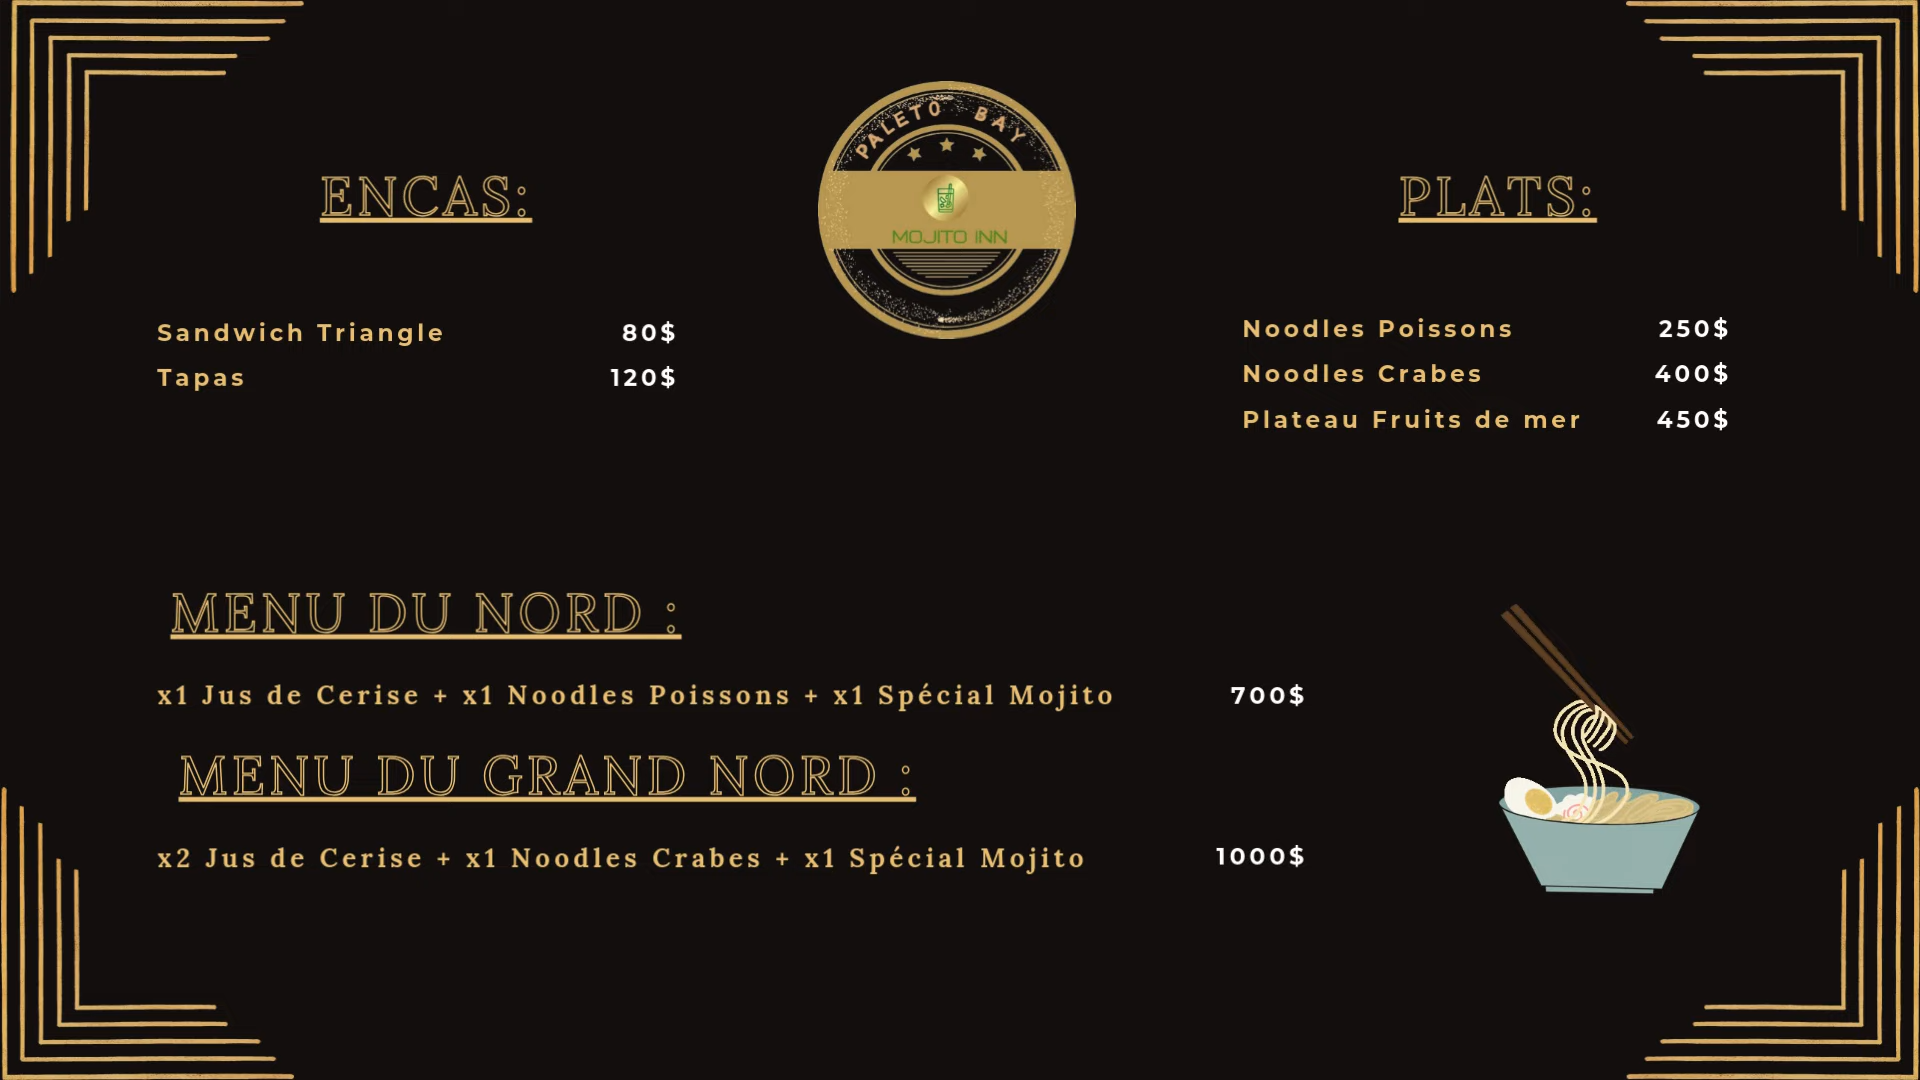 PALETO BAY
MOJITO INN
ENCAS:
Sandwich Triangle 80$
Tapas 120$
PLATS:
Noodles Poissons 250$
Noodles Crabes 400$
Plateau Fruits de mer 450$
MENU DU NORD :
x1 Jus de Cerise + x1 Noodles Poissons + x1 Spécial Mojito 700$
MENU DU GRAND NORD :
x2 Jus de Cerise + x1 Noodles Crabes + x1 Spécial Mojito 1000$